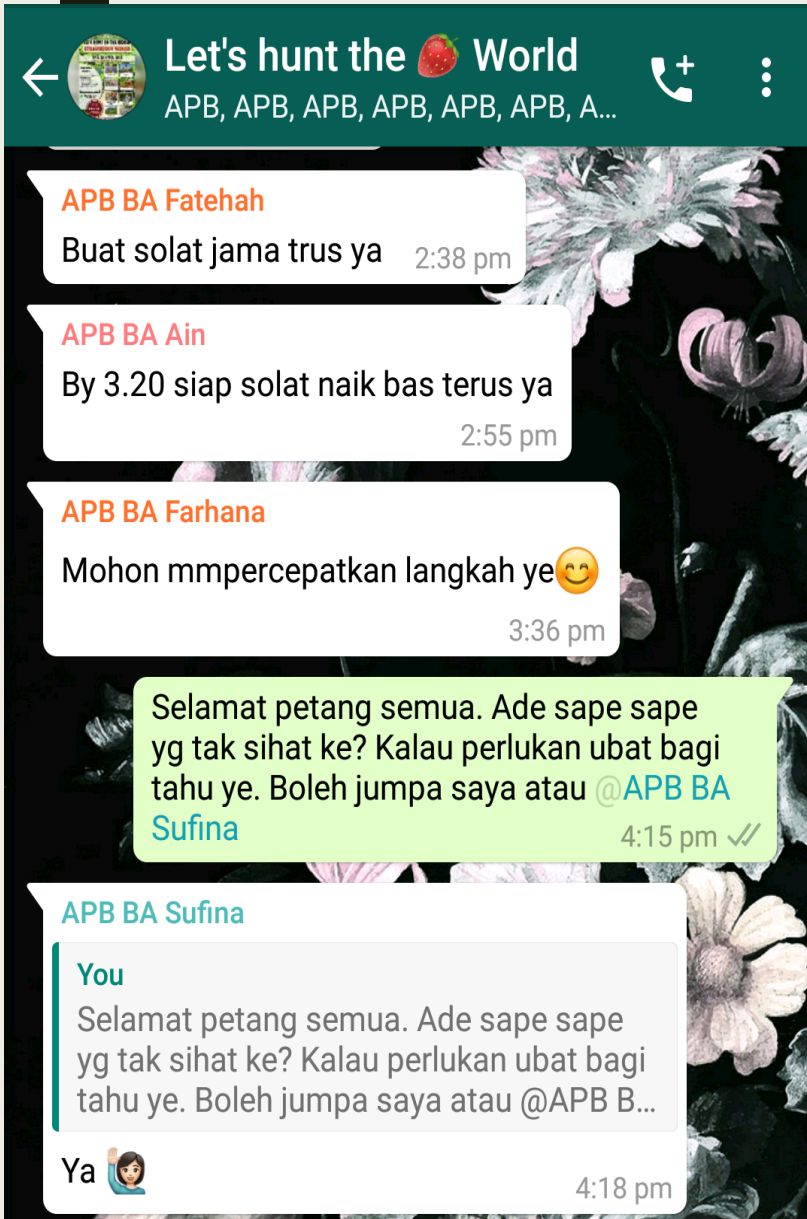 Let's hunt the 🍓 World
APB, APB, APB, APB, APB, APB, A...
APB BA Fatehah
Buat solat jama trus ya
2:38 pm
APB BA Ain
By 3.20 siap solat naik bas terus ya
2:55 pm
APB BA Farhana
Mohon mmpercepatkan langkah ye😊
3:36 pm
Selamat petang semua. Ade sape sape
yg tak sihat ke? Kalau perlukan ubat bagi
tahu ye. Boleh jumpa saya atau @APB BA
Sufina
4:15 pm
APB BA Sufina
You
Selamat petang semua. Ade sape sape
yg tak sihat ke? Kalau perlukan ubat bagi
tahu ye. Boleh jumpa saya atau @APB B...
Ya 🙋🏻‍♀️
4:18 pm